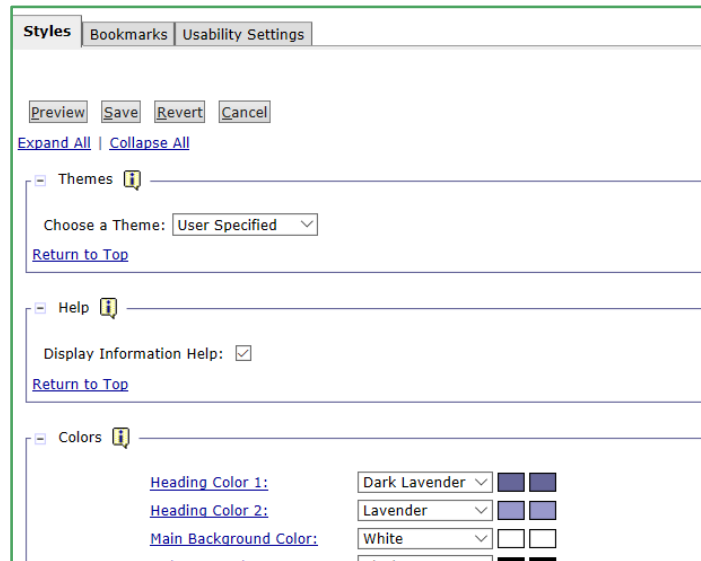 Styles Bookmarks Usability Settings
Preview Save Revert Cancel
Expand All | Collapse All
Themes
Choose a Theme: User Specified
Return to Top
Help
Display Information Help:
Return to Top
Colors
Heading Color 1: Dark Lavender
Heading Color 2: Lavender
Main Background Color: White